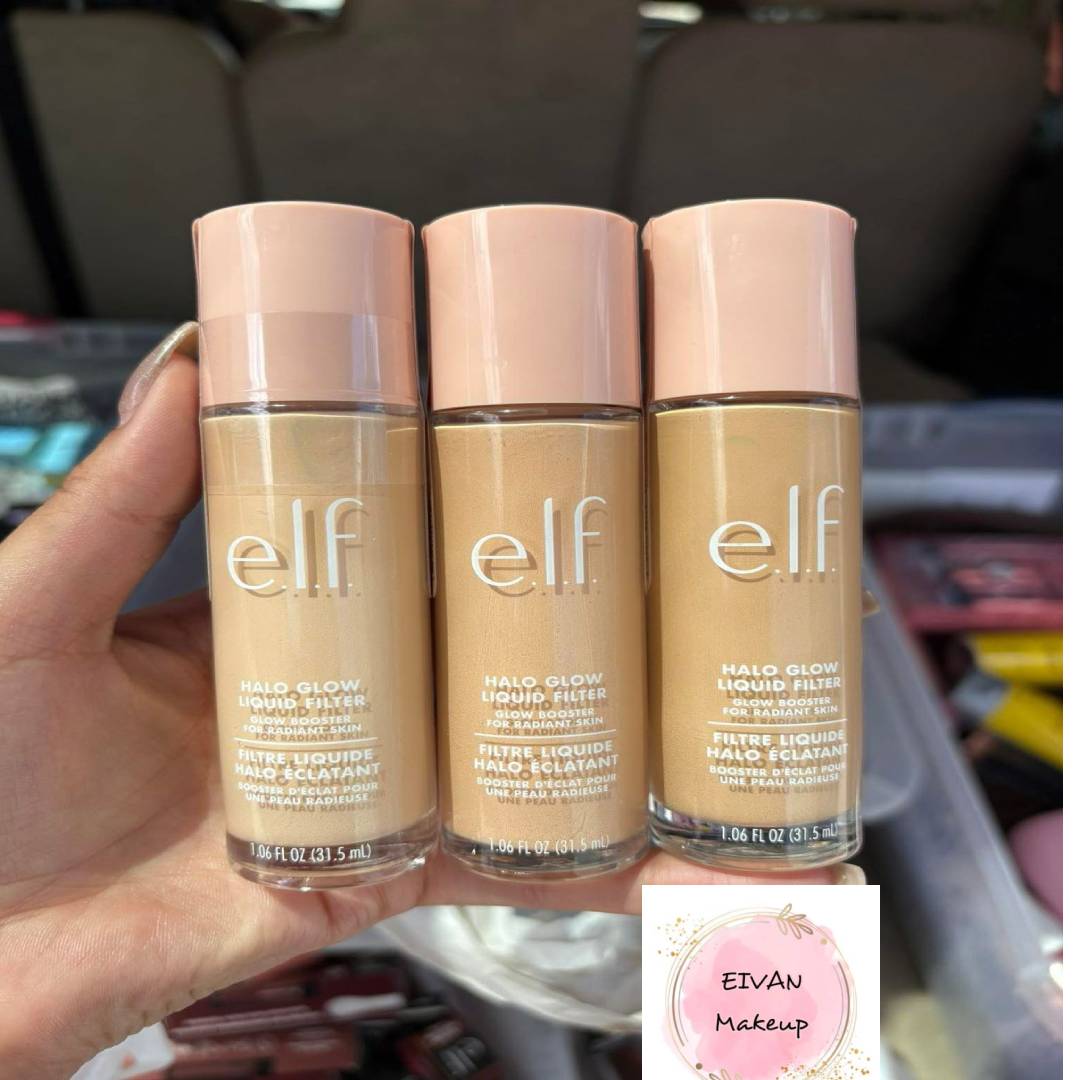 e.l.f.
HALO GLOW
LIQUID FILTER
GLOW BOOSTER
FOR RADIANT SKIN
FILTRE LIQUIDE
HALO ÉCLATANT
BOOSTER D'ÉCLAT POUR
UNE PEAU RADIEUSE
1.06 FL OZ (31.5 mL)
e.l.f.
HALO GLOW
LIQUID FILTER
GLOW BOOSTER
FOR RADIANT SKIN
FILTRE LIQUIDE
HALO ÉCLATANT
BOOSTER D'ÉCLAT POUR
UNE PEAU RADIEUSE
1.06 FL OZ (31.5 mL)
e.l.f.
HALO GLOW
LIQUID FILTER
GLOW BOOSTER
FOR RADIANT SKIN
FILTRE LIQUIDE
HALO ÉCLATANT
BOOSTER D'ÉCLAT POUR
UNE PEAU RADIEUSE
1.06 FL OZ (31.5 mL)
EIVAN
Makeup